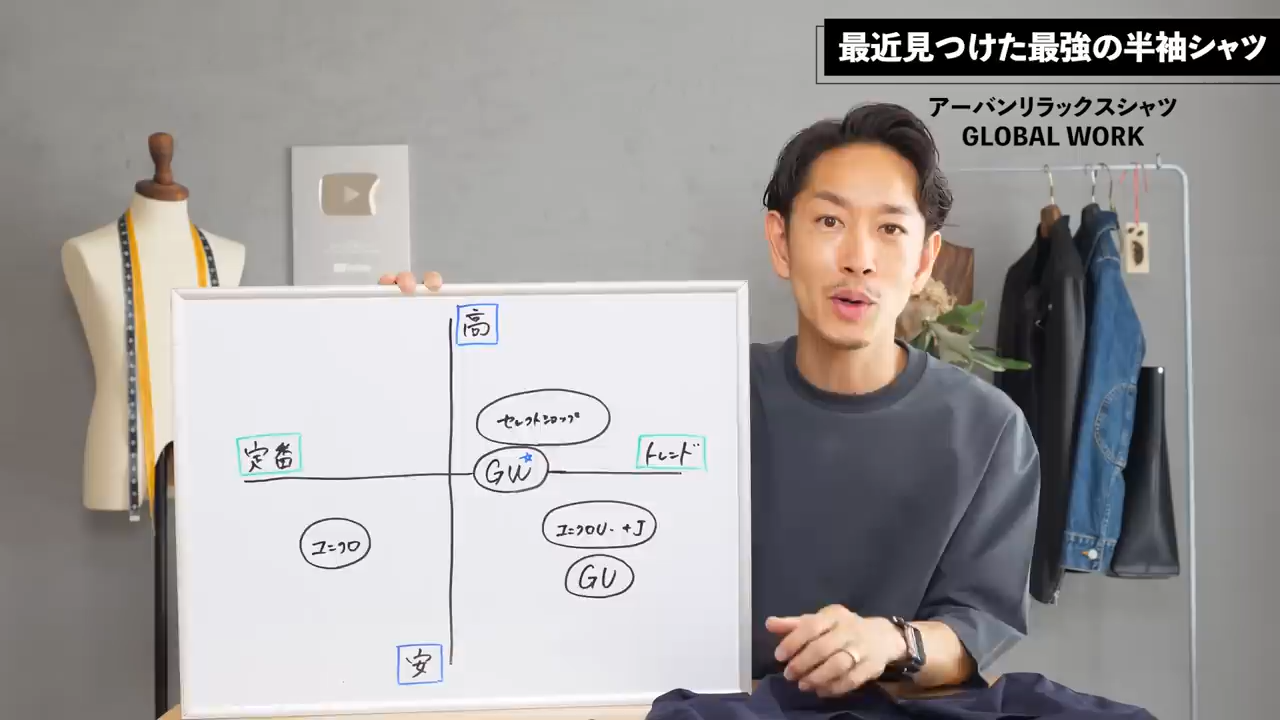 最近見つけた最強の半袖シャツ
アーバンリラックスシャツ
GLOBAL WORK
高
セレクトショップ
定番
GW
トレンド
ユニクロ
ユニクロU・+J
GU
安